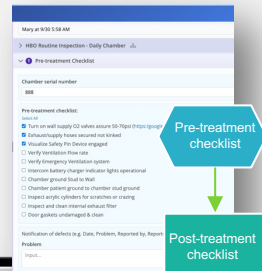 Mary at 9/30 5:58 AM
HBO Routine Inspection - Daily Chamber
1 Pre-treatment Checklist
Chamber serial number
888
Pre-treatment checklist:
Select All
Turn on wall supply O2 valves assure 50-70psi (https://google
Exhaust/supply hoses secured not kinked
Visualize Safety Pin Device engaged
Verify Ventilation Flow rate
Verify Emergency Ventilation system
Intercom battery charger indicator lights operational
Chamber ground Stud to Wall
Chamber patient ground to chamber stud ground
Inspect acrylic cylinders for scratches or crazing
Inspect and clean internal exhaust filter
Door gaskets undamaged & clean
Notification of defects (e.g. Date, Problem, Reported by, Report
Problem
Input...
Pre-treatment
checklist
Post-treatment
checklist